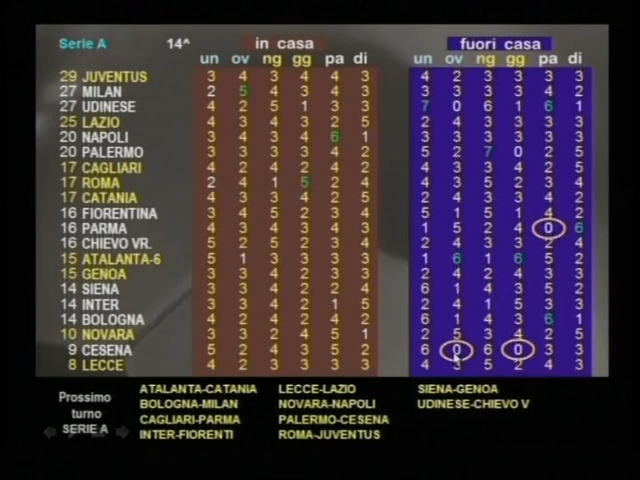 Serie A 14^ in casa fuori casa
un ov ng gg pa di un ov ng gg pa di
29 JUVENTUS 3 4 3 4 4 3 4 2 3 3 3 3
27 MILAN 2 5 4 3 4 3 3 3 3 3 4 2
27 UDINESE 4 2 5 1 3 3 7 0 6 1 6 1
25 LAZIO 4 2 3 3 4 2 2 4 3 3 3 3
20 NAPOLI 3 4 3 4 6 1 3 3 3 3 3 3
20 PALERMO 3 3 3 3 4 2 5 2 7 0 2 5
17 CAGLIARI 4 2 4 2 4 2 4 3 3 4 2 5
17 ROMA 2 4 1 5 2 4 4 3 5 2 3 4
17 CATANIA 4 3 3 4 2 5 2 4 3 3 4 2
16 FIORENTINA 3 4 5 2 3 4 5 1 5 1 4 2
16 PARMA 4 3 4 3 4 3 1 5 2 4 0 6
16 CHIEVO VR. 5 2 5 2 3 4 2 4 3 3 2 4
15 ATALANTA-6 5 1 3 3 3 3 1 6 1 6 5 2
15 GENOA 3 3 3 3 3 3 2 4 2 4 2 4
14 SIENA 3 3 4 2 3 3 6 1 4 3 5 2
14 INTER 3 3 2 4 1 5 2 4 1 5 3 3
14 BOLOGNA 4 2 4 2 4 2 6 1 4 3 6 1
10 NOVARA 3 3 2 4 5 1 2 5 3 4 2 5
9 CESENA 5 2 4 3 5 2 6 0 6 0 3 3
8 LECCE 4 2 3 3 3 3 4 3 5 2 4 3
Prossimo
turno
SERIE A
ATALANTA-CATANIA LECCE-LAZIO SIENA-GENOA
BOLOGNA-MILAN NOVARA-NAPOLI UDINESE-CHIEVO V
CAGLIARI-PARMA PALERMO-CESENA
INTER-FIORENTI ROMA-JUVENTUS